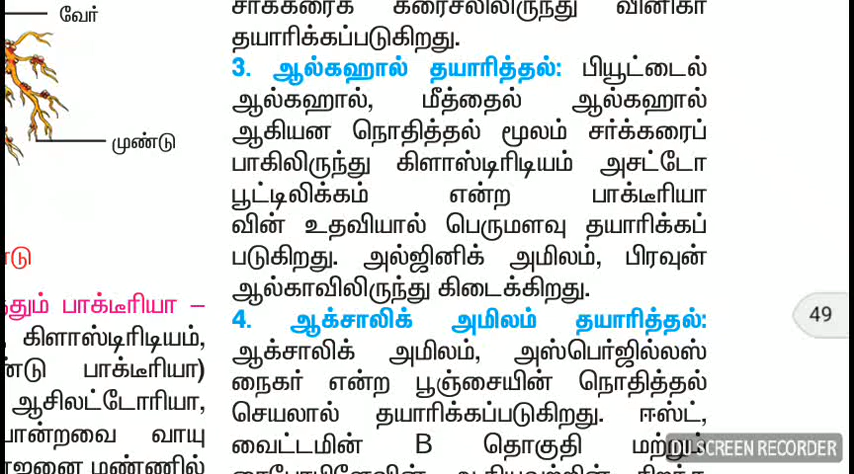 வேர்
முண்டு
டு
த்தும் பாக்டீரியா –
கிளாஸ்டிரிடியம்,
ண்டு பாக்டீரியா)
ஆசிலட்டோரியா,
போன்றவை வாயு
மண்ணில்
சர்க்கரைக் கரைசலிலிருந்து வினிகர்
தயாரிக்கப்படுகிறது.
3. ஆல்கஹால் தயாரித்தல்: பியூட்டைல்
ஆல்கஹால், மீத்தைல் ஆல்கஹால்
ஆகியன நொதித்தல் மூலம் சர்க்கரைப்
பாகிலிருந்து கிளாஸ்டிரிடியம் அசட்டோ
பூட்டிலிக்கம் என்ற பாக்டீரியா
வின் உதவியால் பெருமளவு தயாரிக்கப்
படுகிறது. அல்ஜினிக் அமிலம், பிரவுன்
ஆல்காவிலிருந்து கிடைக்கிறது.
4. ஆக்சாலிக் அமிலம் தயாரித்தல்:
ஆக்சாலிக் அமிலம், அஸ்பெர்ஜில்லஸ்
நைகர் என்ற பூஞ்சையின் நொதித்தல்
செயலால் தயாரிக்கப்படுகிறது. ஈஸ்ட்,
வைட்டமின் B தொகுதி மற்றும்
49
DU SCREEN RECORDER